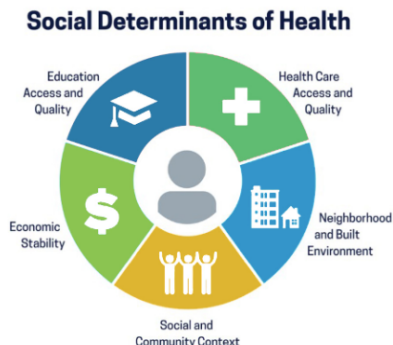 Social Determinants of Health
Education
Access and
Quality
Health Care
Access and
Quality
Economic
Stability
$
Neighborhood
and Built
Environment
Social and
Community Context